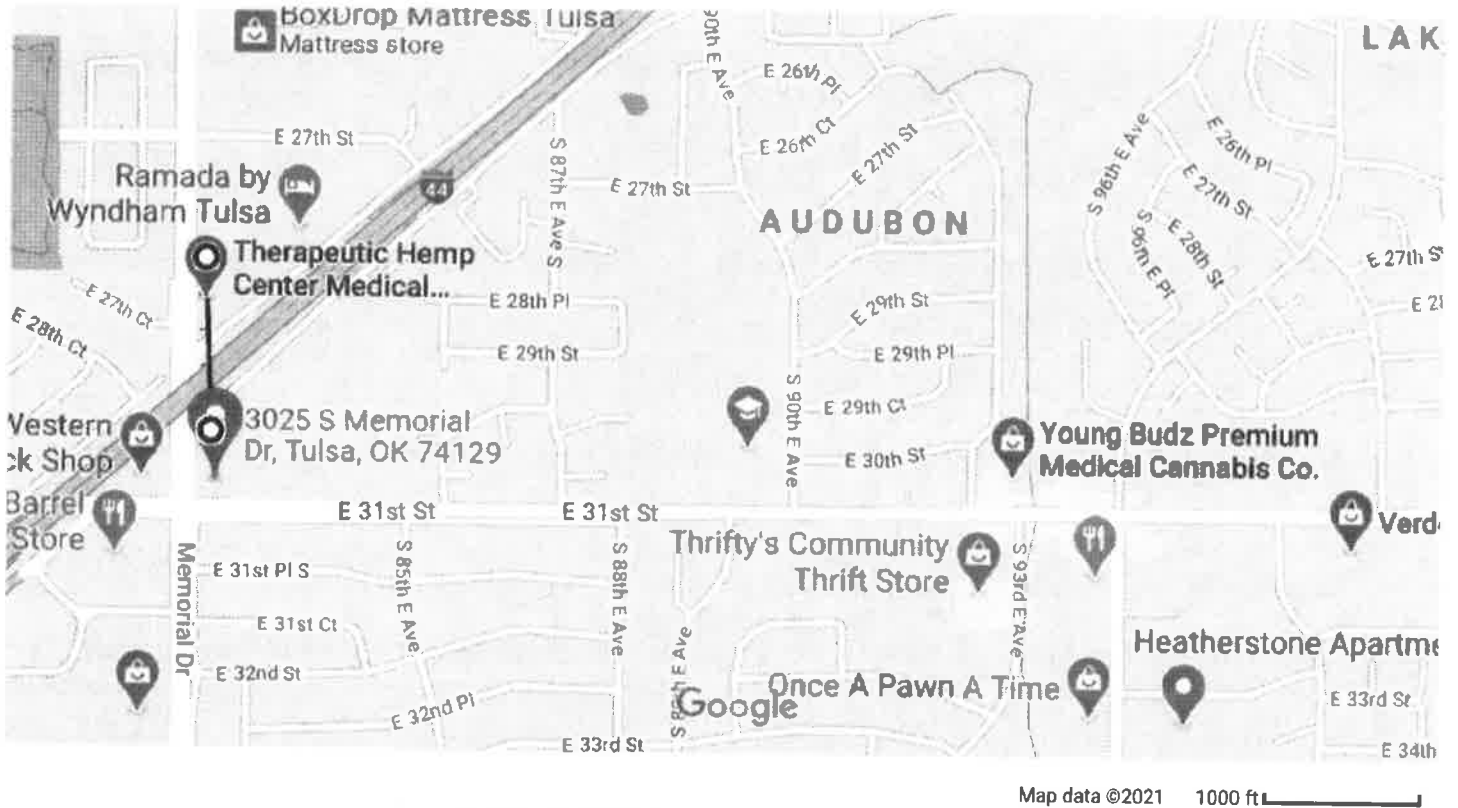 BoxDrop Mattress Tulsa
Mattress store
90th E Ave
LAK
E 26th Pl
E 27th St
E 26th Ct
E 27th St
S 96th E Ave
E 26th Pl
Ramada by
Wyndham Tulsa
44
S 87th E Ave
E 27th St
AUDUBON
E 27th St
S 96th E Pl
E 28th St
E 27th S
Therapeutic Hemp
Center Medical...
E 27th Ct
E 28th Ct
E 28th Pl
E 29th St
E 28
E 29th St
E 29th Pl
Western
ck Shop
3025 S Memorial
Dr, Tulsa, OK 74129
S 90th E Ave
E 29th Ct
E 30th St
Young Budz Premium
Medical Cannabis Co.
Barrel
Store
E 31st St
E 31st St
Verd
Thrifty's Community
Thrift Store
S 93rd E Ave
Memorial Dr
E 31st Pl S
S 85th E Ave
S 88th E Ave
E 31st Ct
E 32nd St
E 32nd Pl
Heatherstone Apartme
Once A Pawn A Time
Google
E 33rd St
E 33rd St
E 34th
Map data ©2021 1000 ft